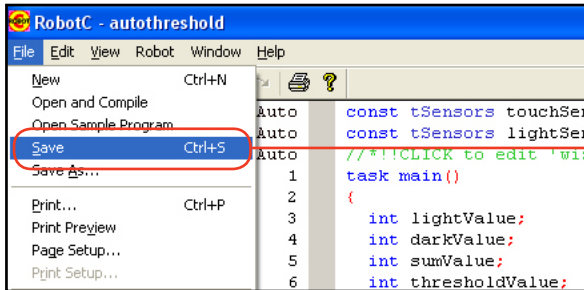 RobotC - autothreshold
File Edit View Robot Window Help
New Ctrl+N
Open and Compile
Open Sample Program
Save Ctrl+S
Save As...
Print... Ctrl+P
Print Preview
Page Setup...
Print Setup...
Auto const tSensors touchSen
Auto const tSensors lightSen
Auto //*!!CLICK to edit 'wi
1 task main()
2 {
3 int lightValue;
4 int darkValue;
5 int sumValue;
6 int thresholdValue;